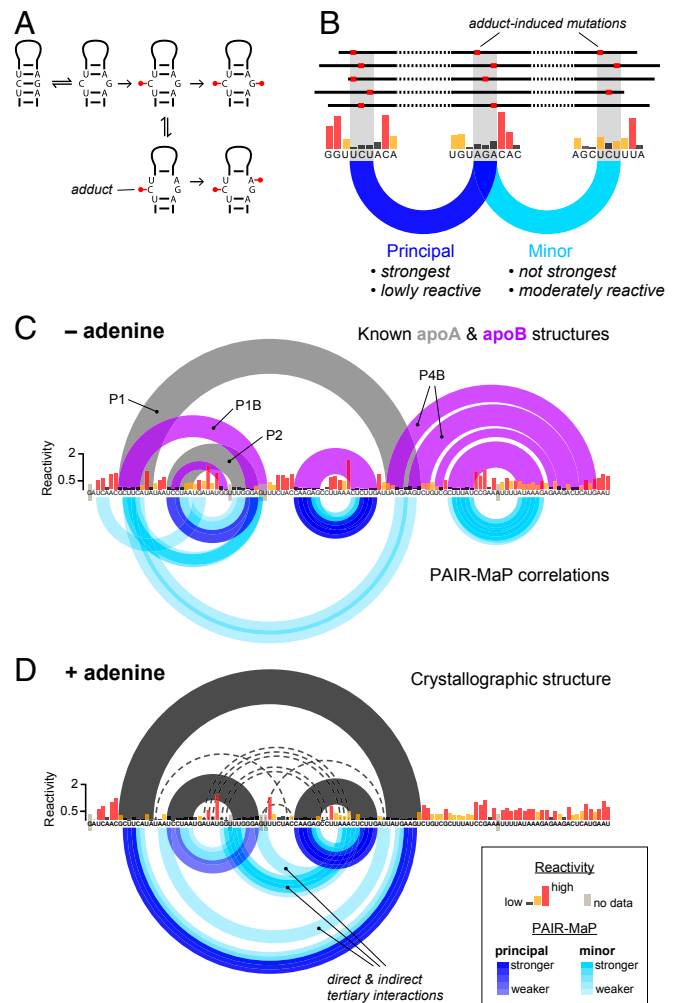 A
U C U A G A G A
U C U A G A
U C U A G A
U C U A G A
adduct
U C U A G A
U C U A G A
B
adduct-induced mutations
GGUUCUACA UGUAGACAC AGCUCUUUA
Principal Minor
• strongest • not strongest
• lowly reactive • moderately reactive
C
– adenine
Known apoA & apoB structures
P1
P1B
P2
P4B
Reactivity
2
0.5
PAIR-MaP correlations
D
+ adenine
Crystallographic structure
Reactivity
2
0.5
direct & indirect
tertiary interactions
Reactivity
low high no data
PAIR-MaP
principal minor
stronger stronger
weaker weaker